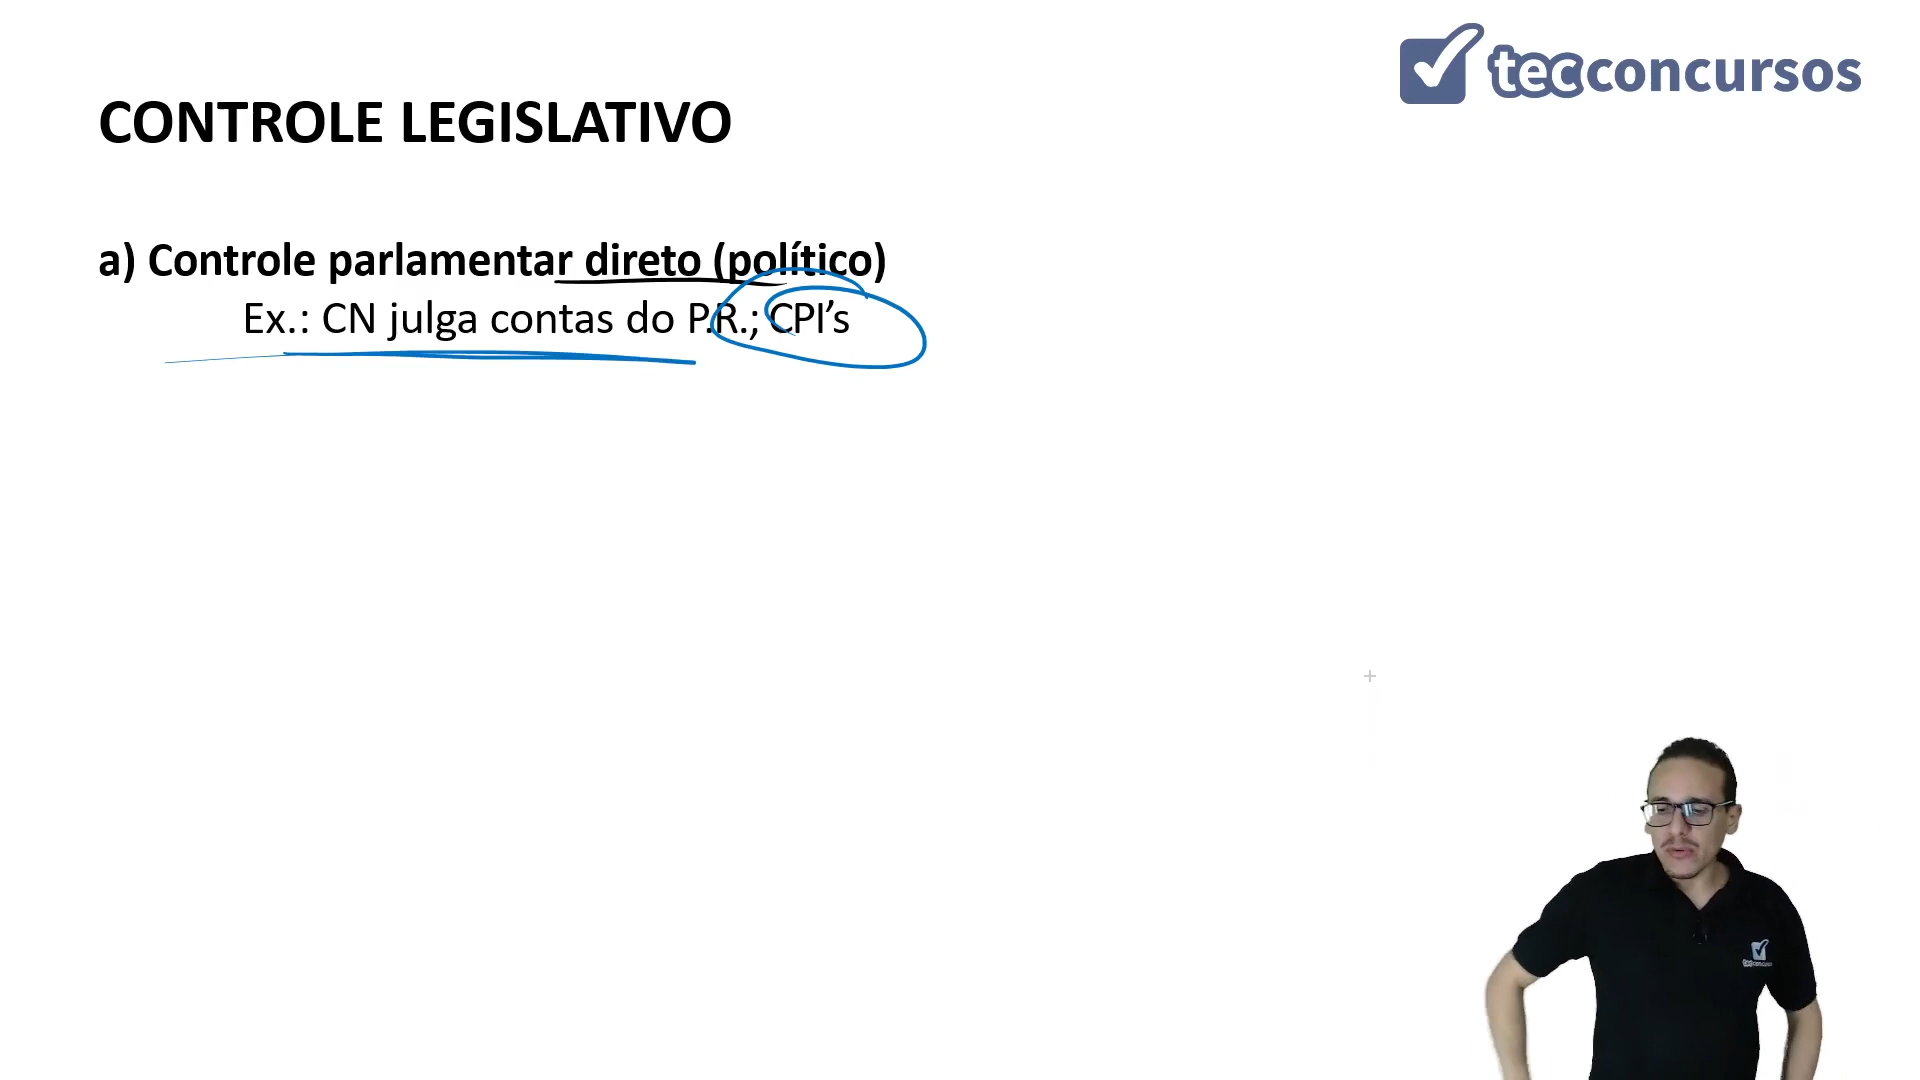 tecconcursos
CONTROLE LEGISLATIVO
a) Controle parlamentar direto (político)
Ex.: CN julga contas do P.R.; CPI’s